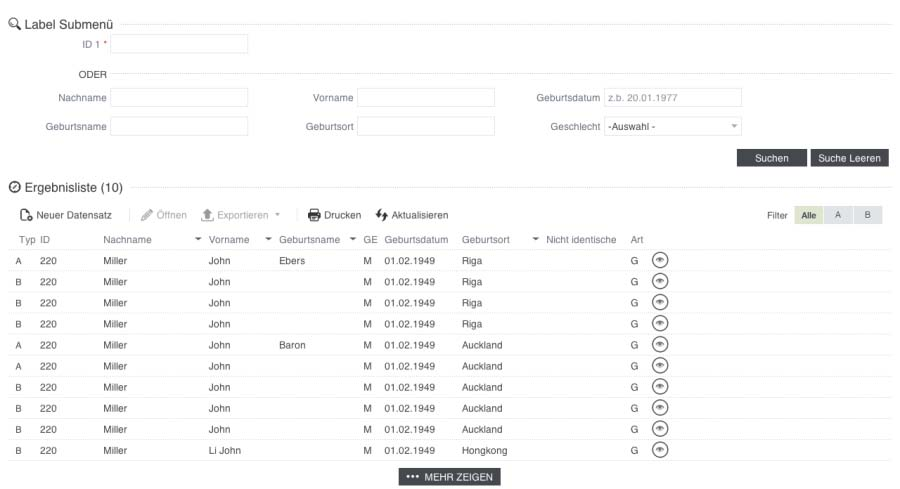 Label Submenü
ID 1 *
ODER
Nachname Vorname Geburtsdatum z.b. 20.01.1977
Geburtsname Geburtsort Geschlecht -Auswahl -
Suchen Suche Leeren
Ergebnisliste (10)
Neuer Datensatz Öffnen Exportieren Drucken Aktualisieren Filter Alle A B
Typ ID Nachname Vorname Geburtsname GE Geburtsdatum Geburtsort Nicht identische Art
A 220 Miller John Ebers M 01.02.1949 Riga G
B 220 Miller John M 01.02.1949 Riga G
B 220 Miller John M 01.02.1949 Riga G
B 220 Miller John M 01.02.1949 Riga G
A 220 Miller John Baron M 01.02.1949 Auckland G
A 220 Miller John M 01.02.1949 Auckland G
B 220 Miller John M 01.02.1949 Auckland G
B 220 Miller John M 01.02.1949 Auckland G
B 220 Miller John M 01.02.1949 Auckland G
B 220 Miller Li John M 01.02.1949 Hongkong G
••• MEHR ZEIGEN